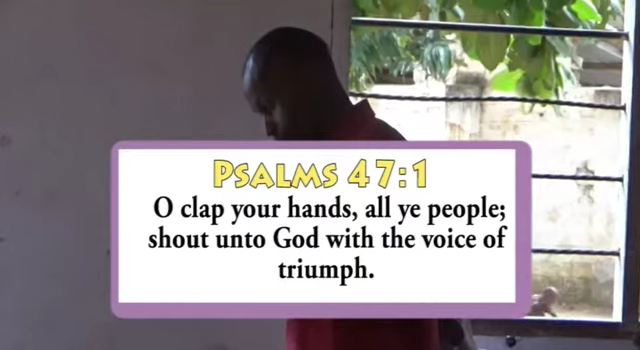 Psalms 47:1
O clap your hands, all ye people;
shout unto God with the voice of
triumph.